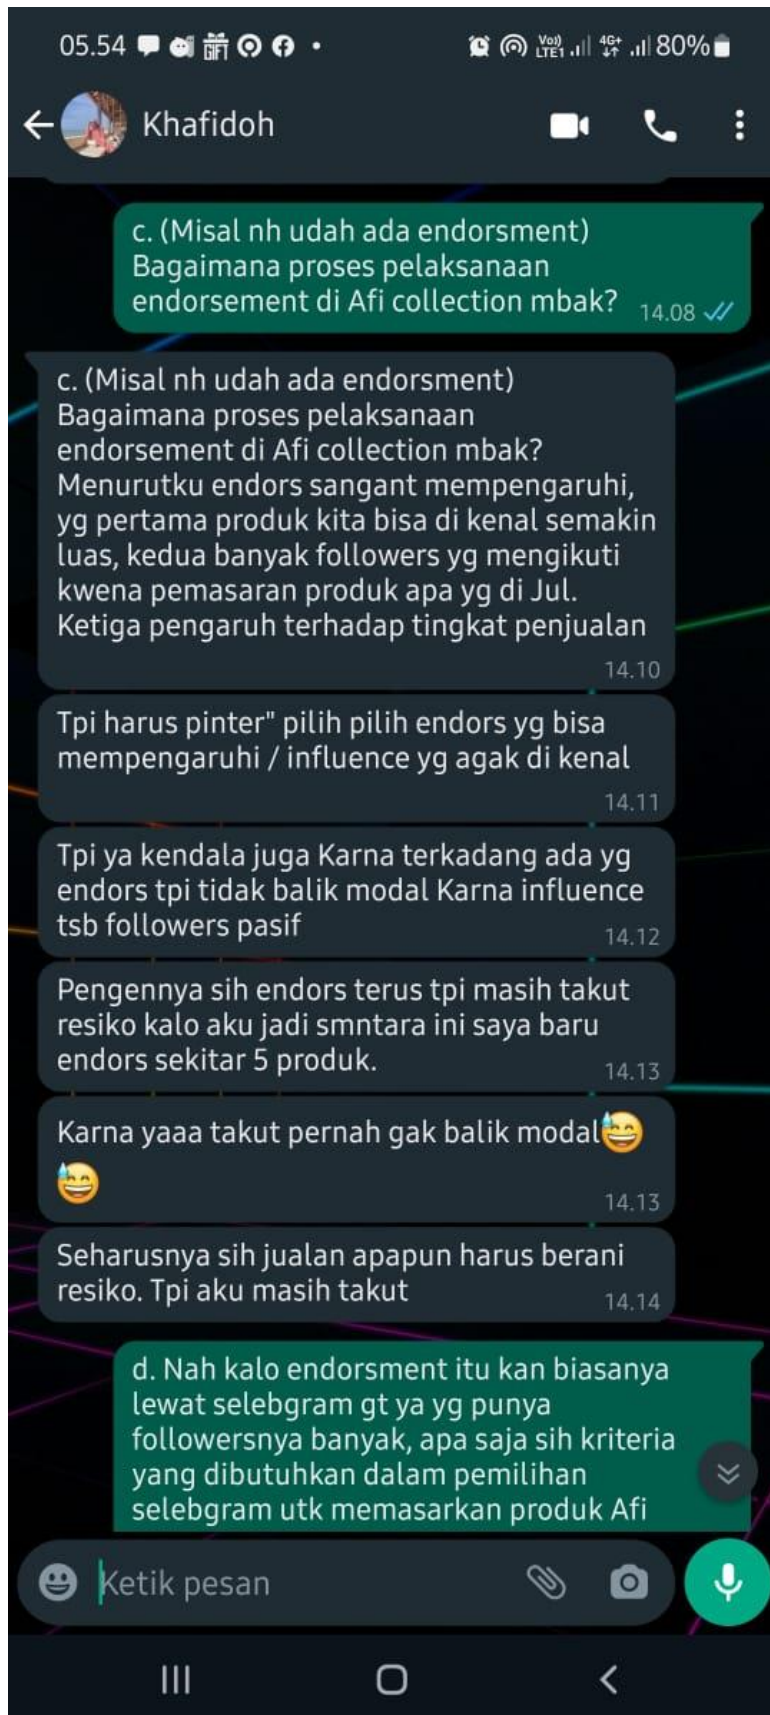 05.54
GIFT
Vo)) LTE1
4G+
80%
Khafidoh
c. (Misal nh udah ada endorsment)
Bagaimana proses pelaksanaan
endorsement di Afi collection mbak?
14.08
c. (Misal nh udah ada endorsment)
Bagaimana proses pelaksanaan
endorsement di Afi collection mbak?
Menurutku endors sangant mempengaruhi,
yg pertama produk kita bisa di kenal semakin
luas, kedua banyak followers yg mengikuti
kwena pemasaran produk apa yg di Jul.
Ketiga pengaruh terhadap tingkat penjualan
14.10
Tpi harus pinter" pilih pilih endors yg bisa
mempengaruhi / influence yg agak di kenal
14.11
Tpi ya kendala juga Karna terkadang ada yg
endors tpi tidak balik modal Karna influence
tsb followers pasif
14.12
Pengennya sih endors terus tpi masih takut
resiko kalo aku jadi smntara ini saya baru
endors sekitar 5 produk.
14.13
Karna yaaa takut pernah gak balik modal😅
😅
14.13
Seharusnya sih jualan apapun harus berani
resiko. Tpi aku masih takut
14.14
d. Nah kalo endorsment itu kan biasanya
lewat selebgram gt ya yg punya
followersnya banyak, apa saja sih kriteria
yang dibutuhkan dalam pemilihan
selebgram utk memasarkan produk Afi
Ketik pesan